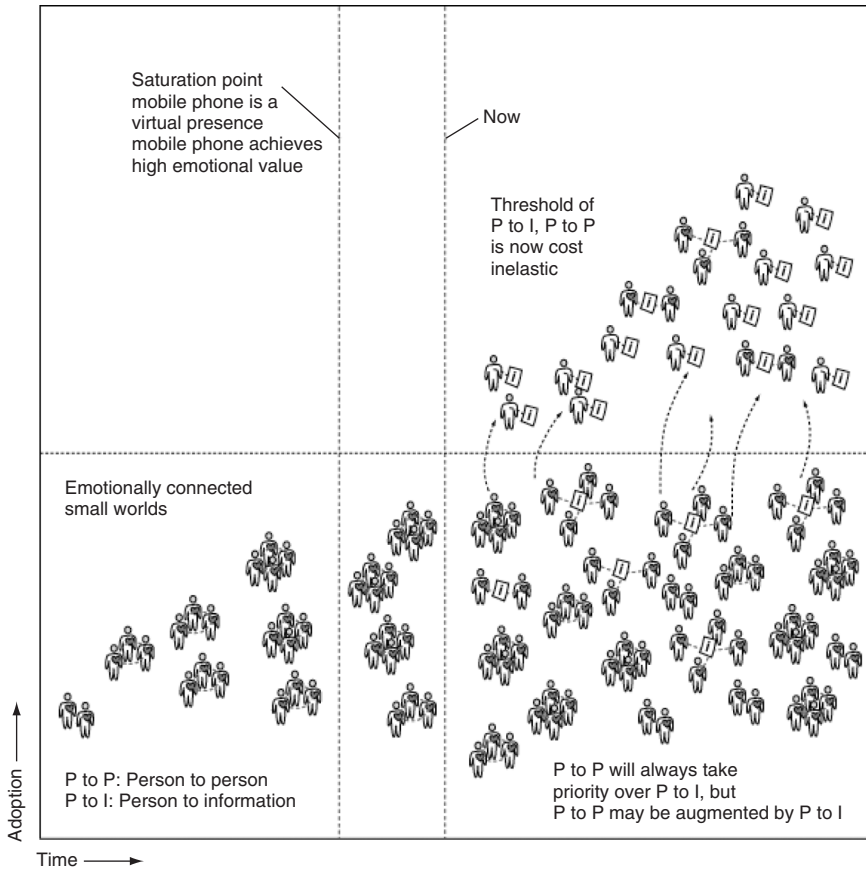 Saturation point
mobile phone is a
virtual presence
mobile phone achieves
high emotional value
Now
Threshold of
P to I, P to P
is now cost
inelastic
Emotionally connected
small worlds
P to P: Person to person
P to I: Person to information
P to P will always take
priority over P to I, but
P to P may be augmented by P to I
Adoption
Time